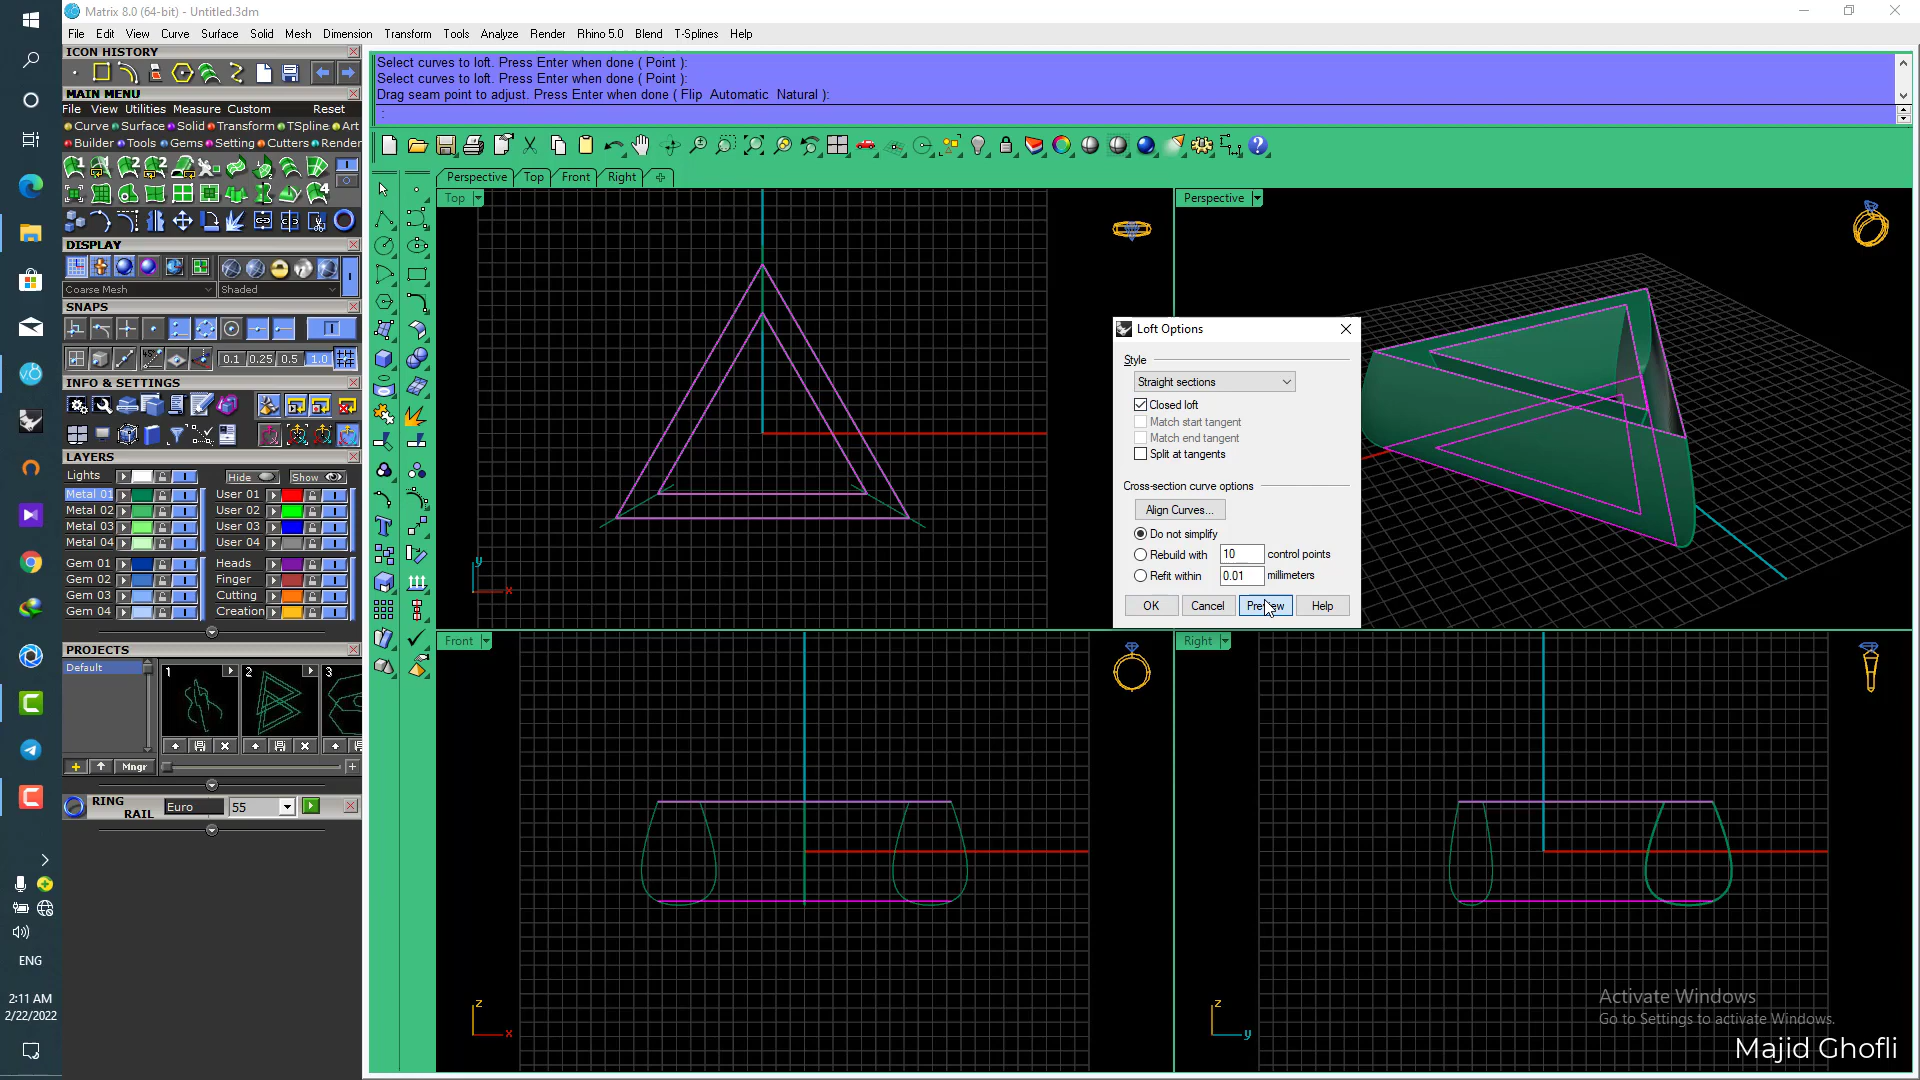 Matrix 8.0 (64-bit) - Untitled.3dm
File Edit View Curve Surface Solid Mesh Dimension Transform Tools Analyze Render Rhino 5.0 Blend T-Splines Help
ICON HISTORY
MAIN MENU
File View Utilities Measure Custom Reset
Curve Surface Solid Transform TSpline Art
Builder Tools Gems Setting Cutters Render
DISPLAY
Coarse Mesh Shaded
SNAPS
0.1 0.25 0.5 1.0
INFO & SETTINGS
LAYERS
Lights Hide Show
Metal 01 User 01
Metal 02 User 02
Metal 03 User 03
Metal 04 User 04
Gem 01 Heads
Gem 02 Finger
Gem 03 Cutting
Gem 04 Creation
PROJECTS
Default
1 2 3
Mngr
RING RAIL Euro 55
Select curves to loft. Press Enter when done ( Point ):
Select curves to loft. Press Enter when done ( Point ):
Drag seam point to adjust. Press Enter when done ( Flip Automatic Natural ):
:
Perspective Top Front Right
Top
Perspective
Front
Right
y x
z x
z y
Loft Options
Style
Straight sections
Closed loft
Match start tangent
Match end tangent
Split at tangents
Cross-section curve options
Align Curves...
Do not simplify
Rebuild with 10 control points
Refit within 0.01 millimeters
OK Cancel Preview Help
ENG
2:11 AM
2/22/2022
Activate Windows
Go to Settings to activate Windows.
Majid Ghofli